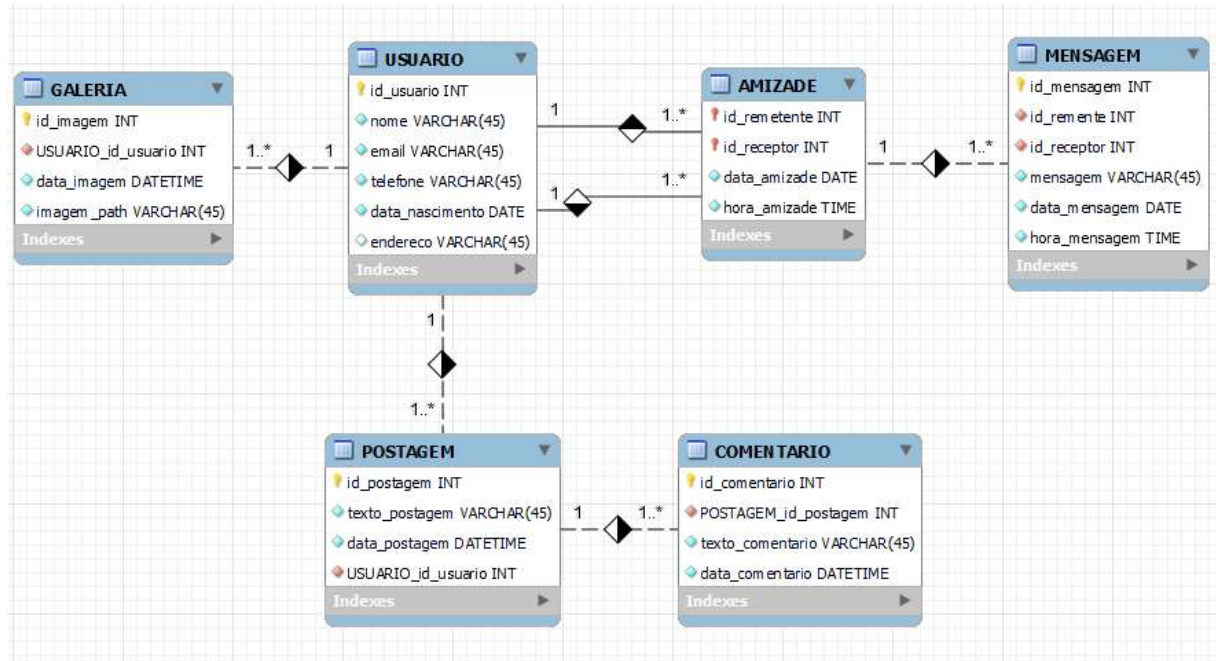 GALERIA
id_imagem INT
USUARIO_id_usuario INT
data_imagem DATETIME
imagem_path VARCHAR(45)
Indexes
1..*
1
USUARIO
id_usuario INT
nome VARCHAR(45)
email VARCHAR(45)
telefone VARCHAR(45)
data_nascimento DATE
endereco VARCHAR(45)
Indexes
1
1..*
1
1..*
AMIZADE
id_remetente INT
id_receptor INT
data_amizade DATE
hora_amizade TIME
Indexes
1
1..*
MENSAGEM
id_mensagem INT
id_remente INT
id_receptor INT
mensagem VARCHAR(45)
data_mensagem DATE
hora_mensagem TIME
Indexes
1
1..*
POSTAGEM
id_postagem INT
texto_postagem VARCHAR(45)
data_postagem DATETIME
USUARIO_id_usuario INT
Indexes
1
1..*
COMENTARIO
id_comentario INT
POSTAGEM_id_postagem INT
texto_comentario VARCHAR(45)
data_comentario DATETIME
Indexes